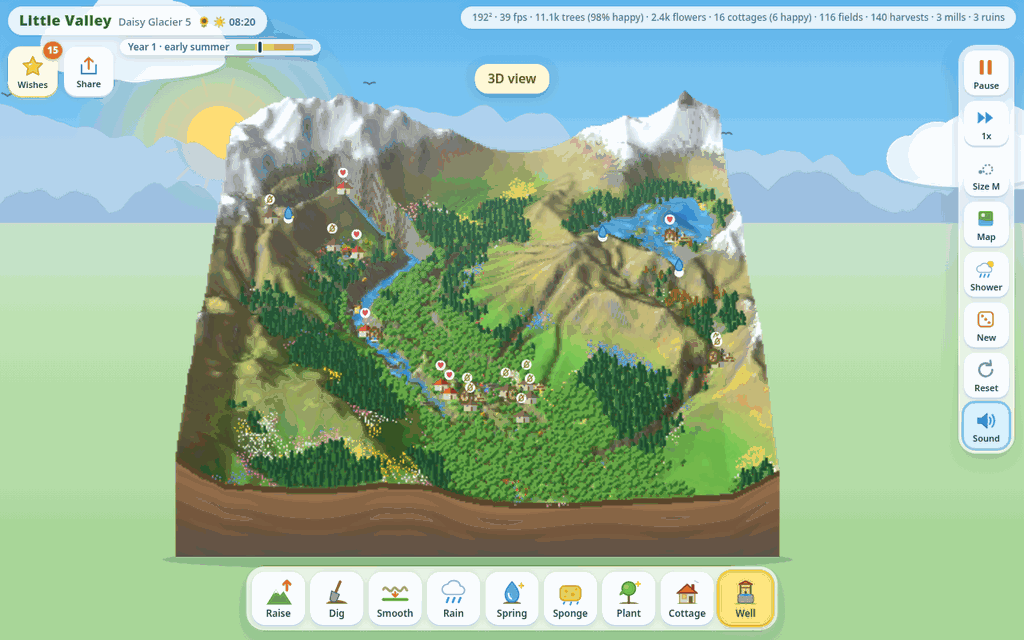 Little Valley Daisy Glacier 5 08:20
192² · 39 fps · 11.1k trees (98% happy) · 2.4k flowers · 16 cottages (6 happy) · 116 fields · 140 harvests · 3 mills · 3 ruins
Year 1 · early summer
15
Wishes
Share
3D view
Pause
1x
Size M
Map
Shower
New
Reset
Sound
Raise
Dig
Smooth
Rain
Spring
Sponge
Plant
Cottage
Well